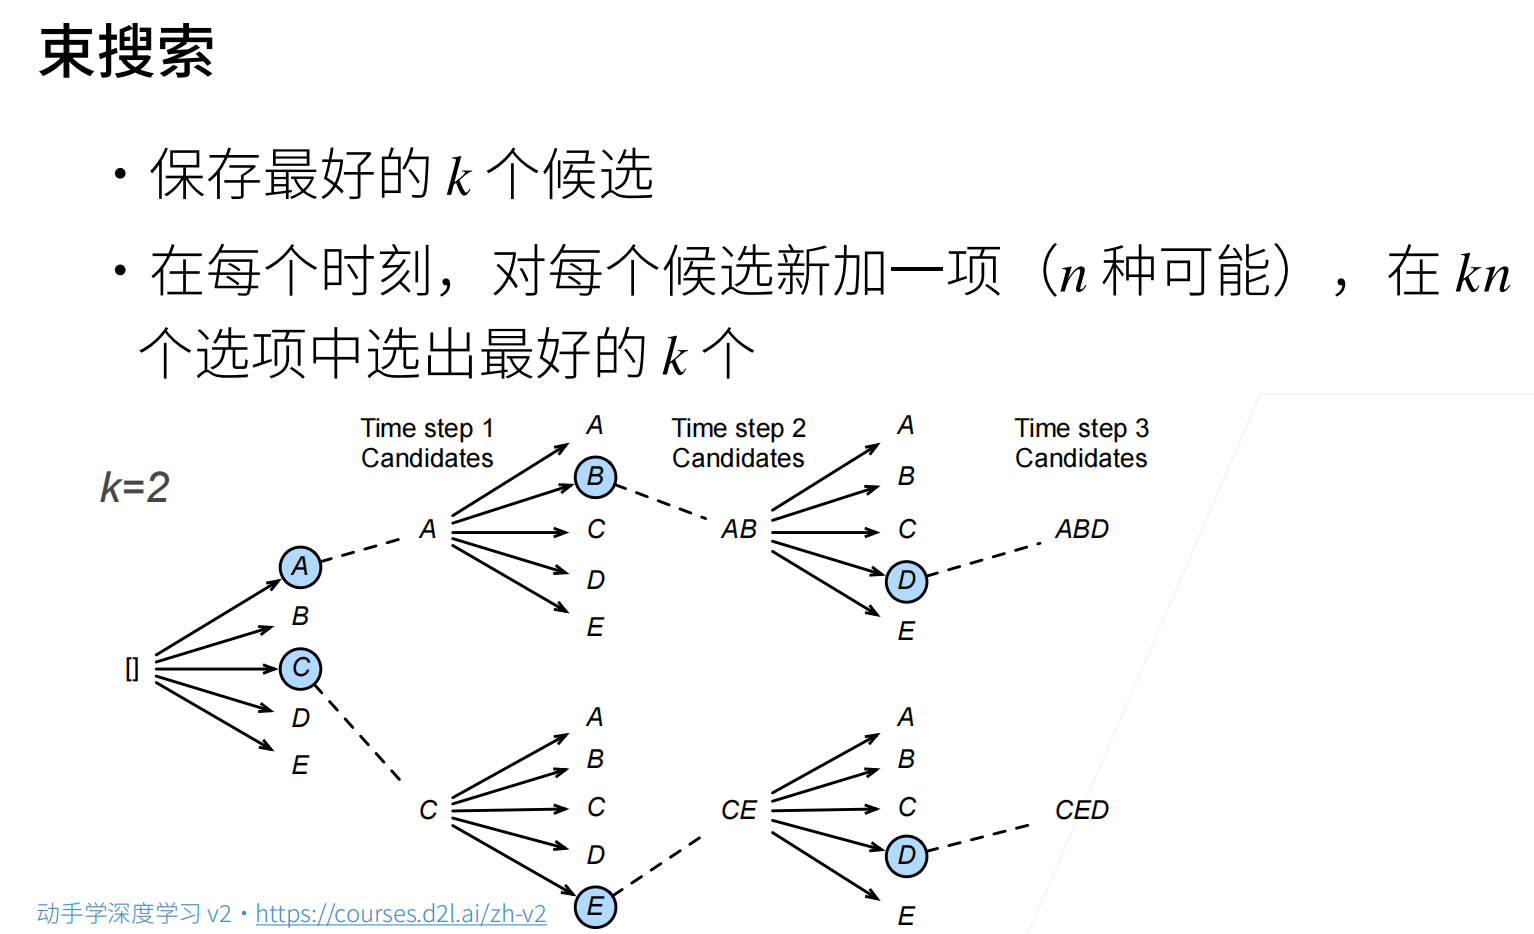 束搜索
• 保存最好的 k 个候选
• 在每个时刻，对每个候选新加一项（n 种可能），在 kn
个选项中选出最好的 k 个
k=2
Time step 1
Candidates
Time step 2
Candidates
Time step 3
Candidates
[]
A
B
C
D
E
A
A
B
C
D
E
C
A
B
C
D
E
AB
A
B
C
D
E
CE
A
B
C
D
E
ABD
CED
动手学深度学习 v2 • https://courses.d2l.ai/zh-v2